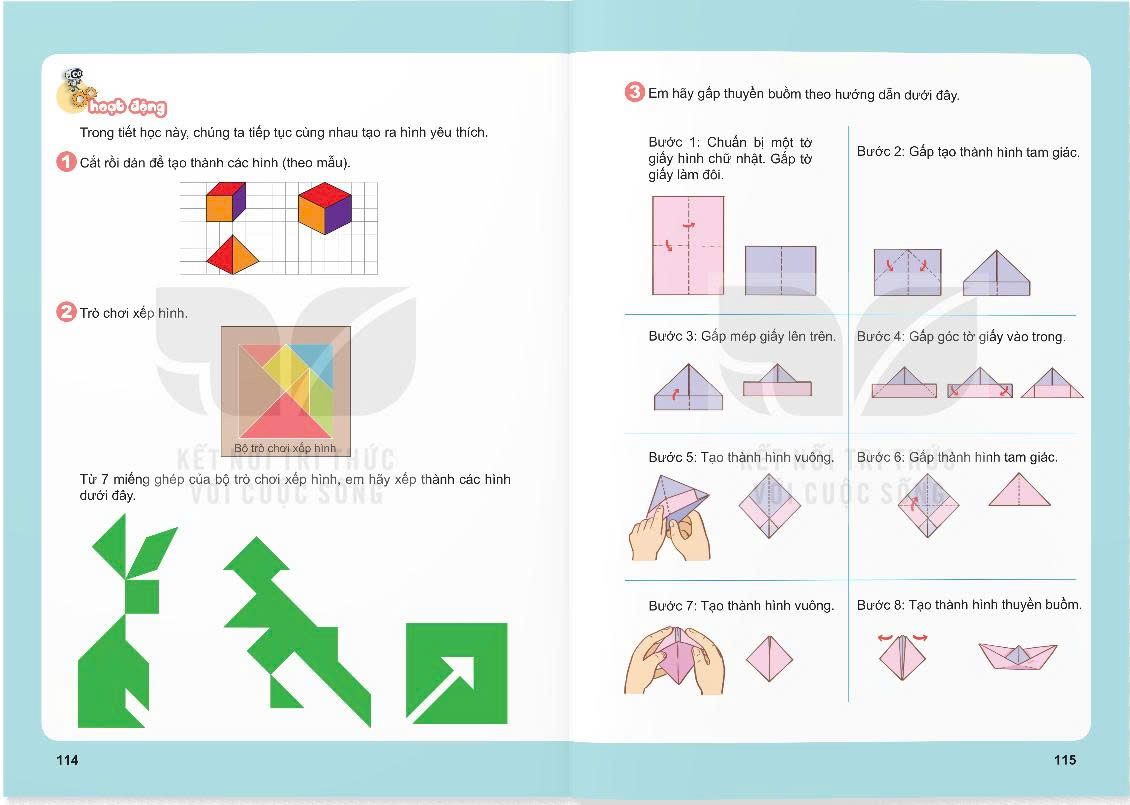 hoạt động
Trong tiết học này, chúng ta tiếp tục cùng nhau tạo ra hình yêu thích.
1 Cắt rồi dán để tạo thành các hình (theo mẫu).
2 Trò chơi xếp hình.
Bộ trò chơi xếp hình
KẾT NỐI TRI THỨC
VỚI CUỘC SỐNG
Từ 7 miếng ghép của bộ trò chơi xếp hình, em hãy xếp thành các hình
dưới đây.
114
3 Em hãy gấp thuyền buồm theo hướng dẫn dưới đây.
Bước 1: Chuẩn bị một tờ
giấy hình chữ nhật. Gấp tờ
giấy làm đôi.
Bước 2: Gấp tạo thành hình tam giác.
Bước 3: Gấp mép giấy lên trên.
Bước 4: Gấp góc tờ giấy vào trong.
Bước 5: Tạo thành hình vuông.
Bước 6: Gấp thành hình tam giác.
KẾT NỐI TRI THỨC
VỚI CUỘC SỐNG
Bước 7: Tạo thành hình vuông.
Bước 8: Tạo thành hình thuyền buồm.
115